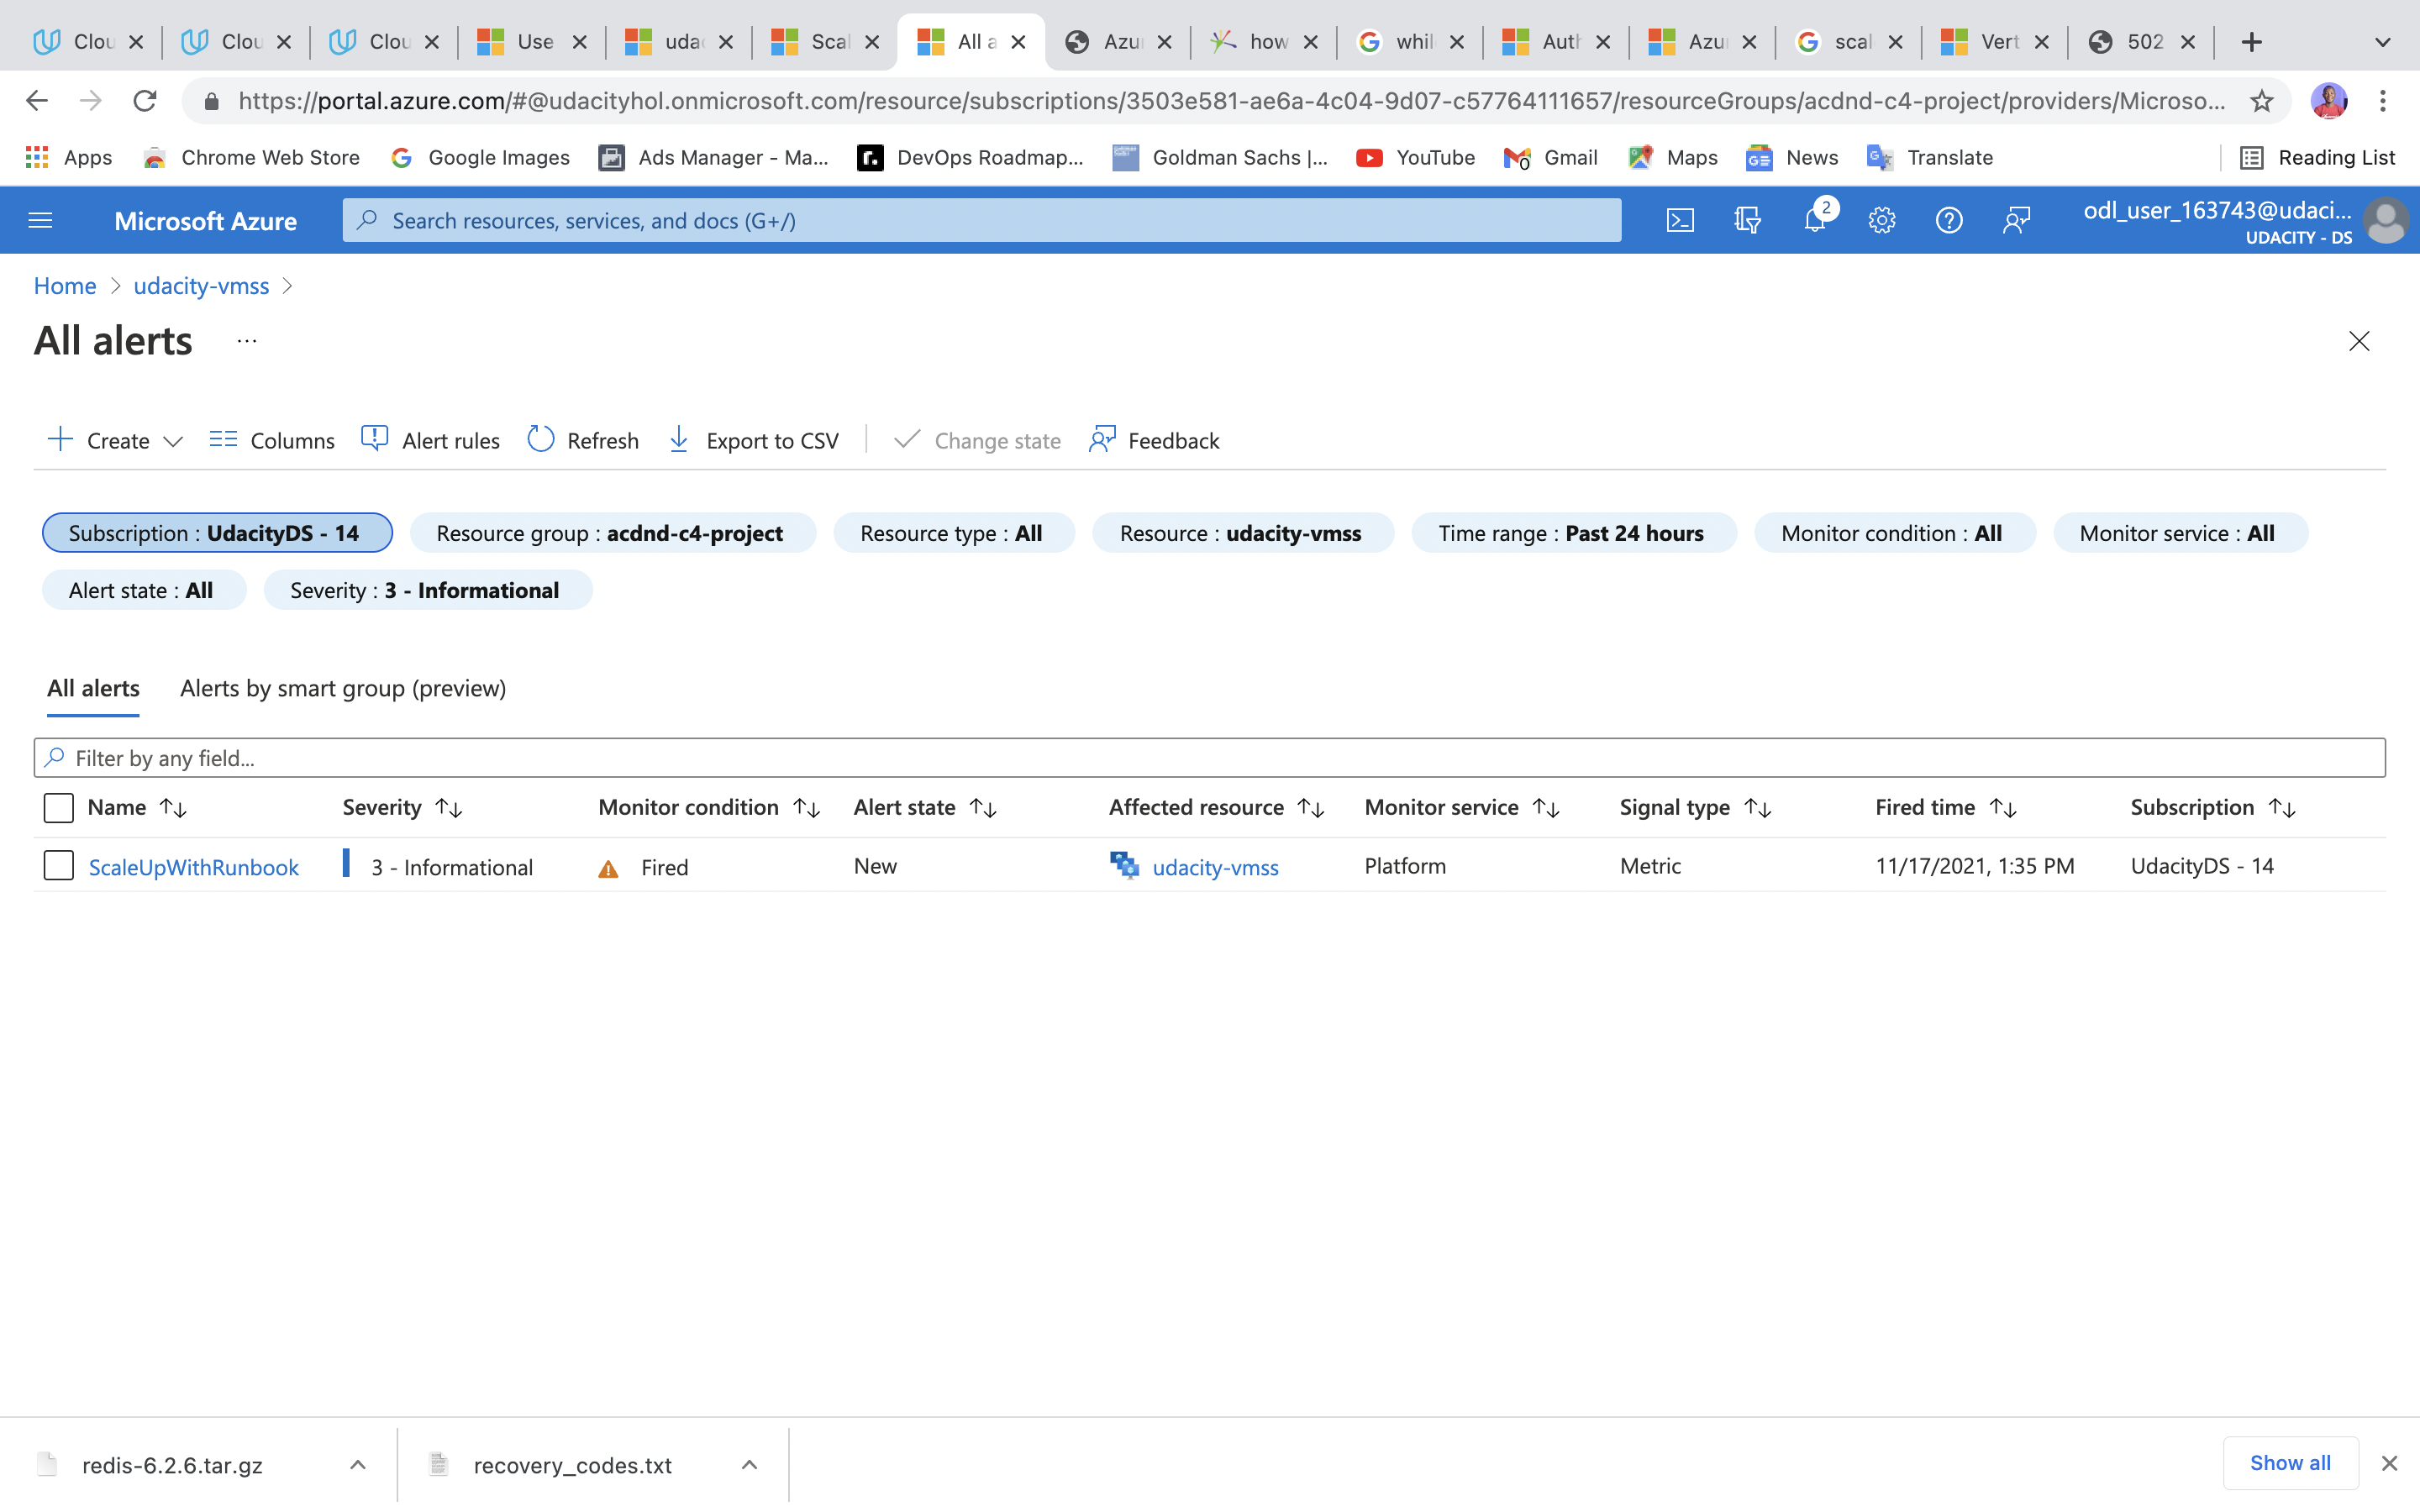 Clou Clou Clou Use uda Scal All a Azu how whil Auth Azu scal Vert 502
https://portal.azure.com/#@udacityhol.onmicrosoft.com/resource/subscriptions/3503e581-ae6a-4c04-9d07-c57764111657/resourceGroups/acdnd-c4-project/providers/Microso...
Apps Chrome Web Store Google Images Ads Manager - Ma... DevOps Roadmap... Goldman Sachs |... YouTube Gmail Maps News Translate Reading List
Microsoft Azure Search resources, services, and docs (G+/) 2 odl_user_163743@udaci...
UDACITY - DS
Home > udacity-vmss >
All alerts ...
Create Columns Alert rules Refresh Export to CSV Change state Feedback
Subscription : UdacityDS - 14 Resource group : acdnd-c4-project Resource type : All Resource : udacity-vmss Time range : Past 24 hours Monitor condition : All Monitor service : All
Alert state : All Severity : 3 - Informational
All alerts Alerts by smart group (preview)
Filter by any field...
Name Severity Monitor condition Alert state Affected resource Monitor service Signal type Fired time Subscription
ScaleUpWithRunbook 3 - Informational Fired New udacity-vmss Platform Metric 11/17/2021, 1:35 PM UdacityDS - 14
redis-6.2.6.tar.gz recovery_codes.txt Show all